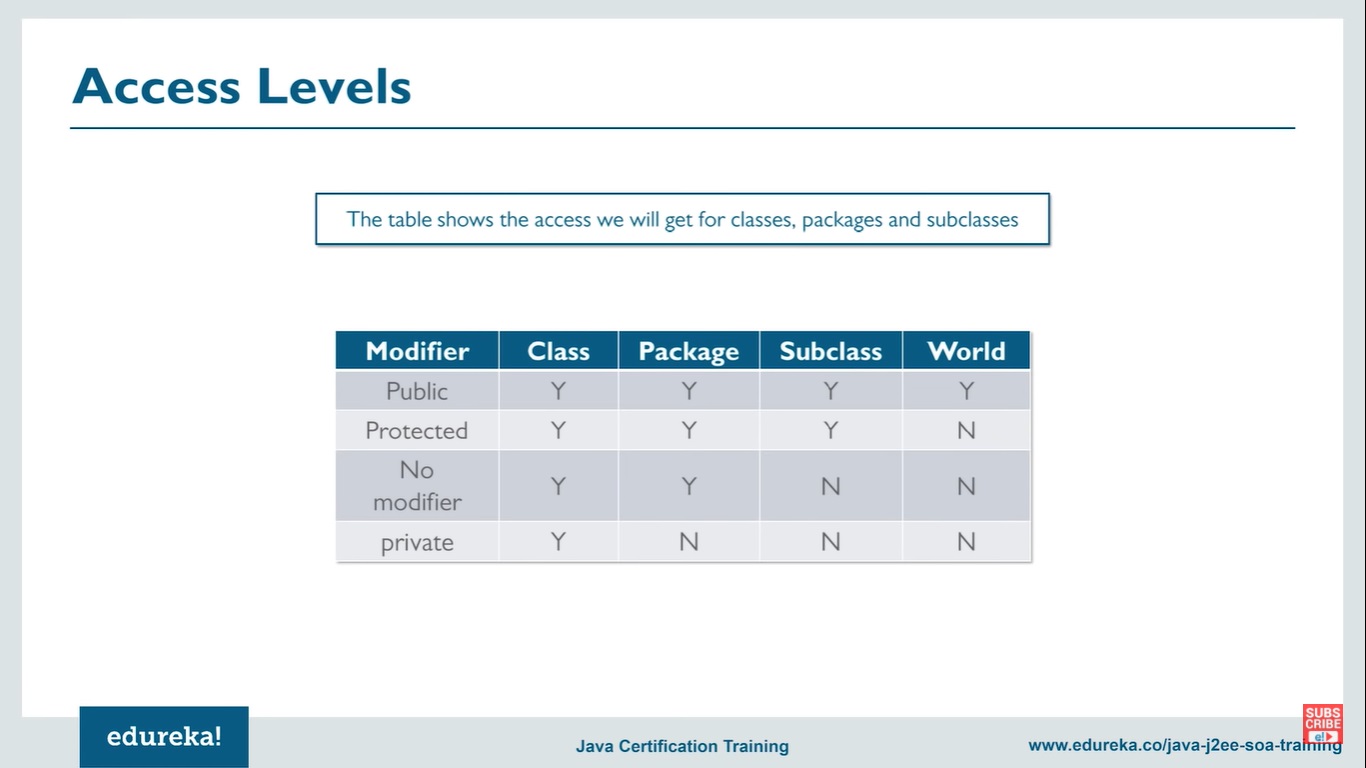 Access Levels
The table shows the access we will get for classes, packages and subclasses
Modifier Class Package Subclass World
Public Y Y Y Y
Protected Y Y Y N
No
modifier Y Y N N
private Y N N N
edureka!
Java Certification Training
www.edureka.co/java-j2ee-soa-training
SUBS
CRIBE
e!